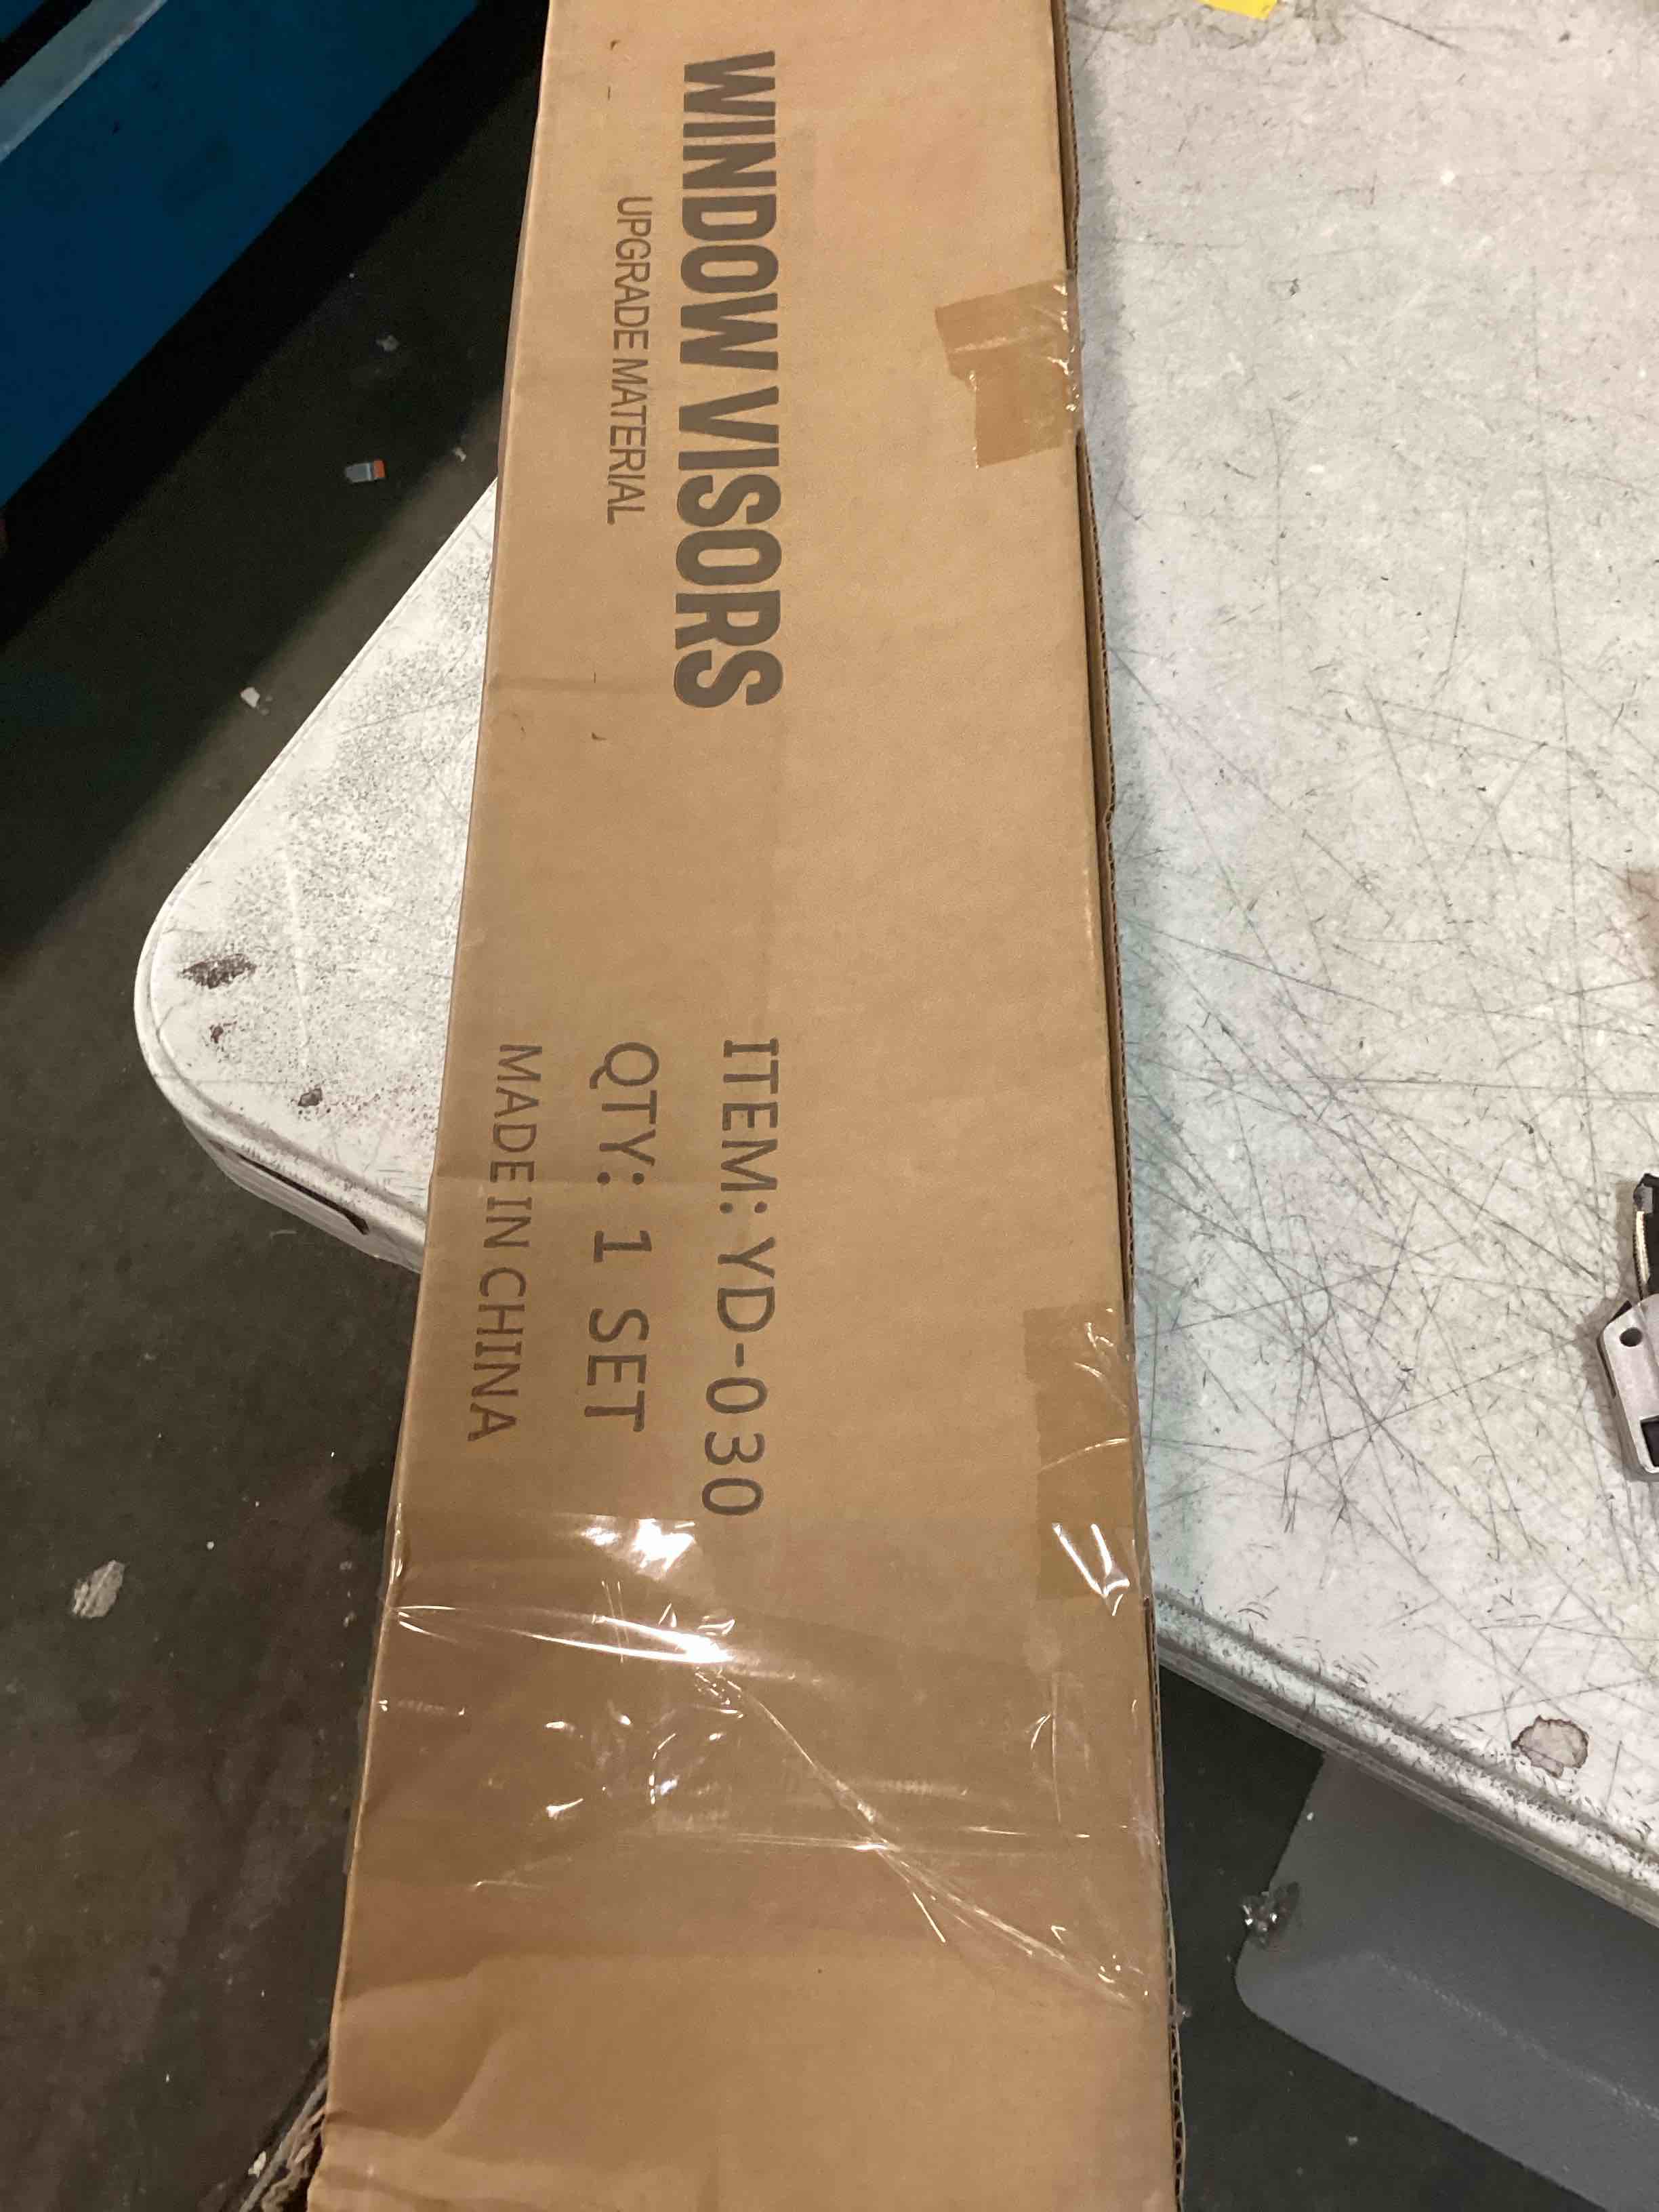 WINDOW VISORS
UPGRADE MATERIAL
ITEM: YD-030
QTY: 1 SET
MADE IN CHINA